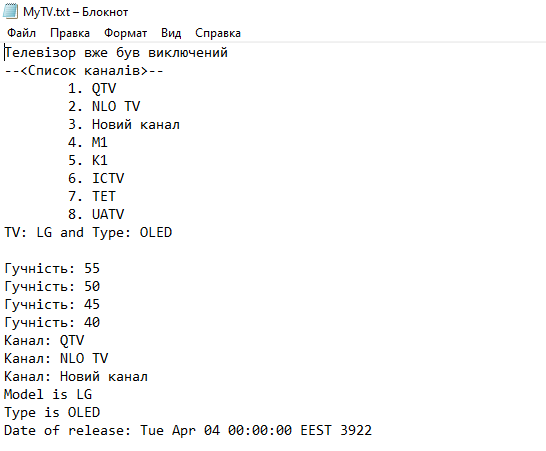 MyTV.txt – Блокнот
Файл Правка Формат Вид Справка
Телевізор вже був виключений
--<Список каналів>--
1. QTV
2. NLO TV
3. Новий канал
4. M1
5. K1
6. ICTV
7. ТЕТ
8. UATV
TV: LG and Type: OLED
Гучність: 55
Гучність: 50
Гучність: 45
Гучність: 40
Канал: QTV
Канал: NLO TV
Канал: Новий канал
Model is LG
Type is OLED
Date of release: Tue Apr 04 00:00:00 EEST 3922